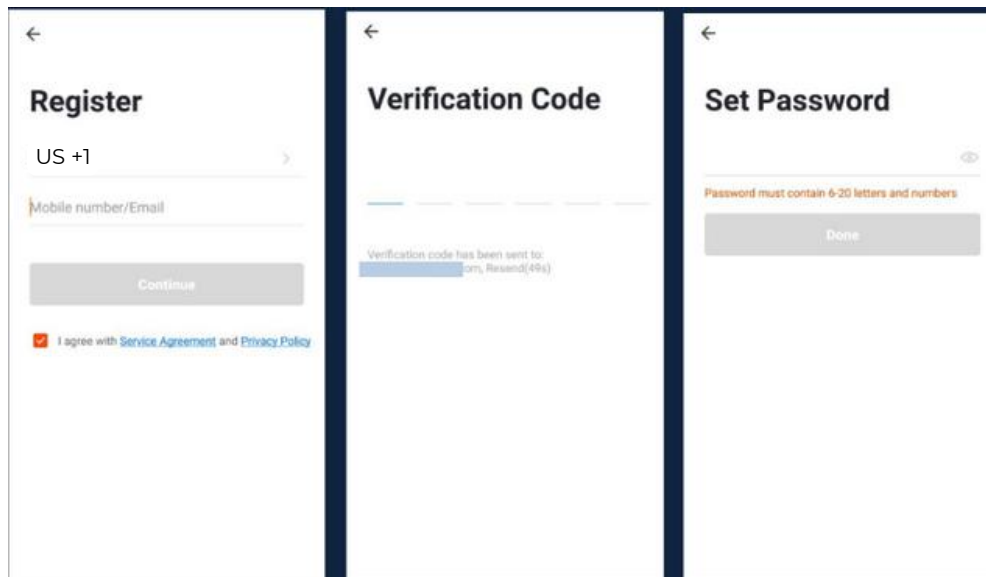 Register
US +1
Mobile number/Email
Continue
I agree with Service Agreement and Privacy Policy
Verification Code
Verification code has been sent to:
om, Resend(49s)
Set Password
Password must contain 6-20 letters and numbers
Done